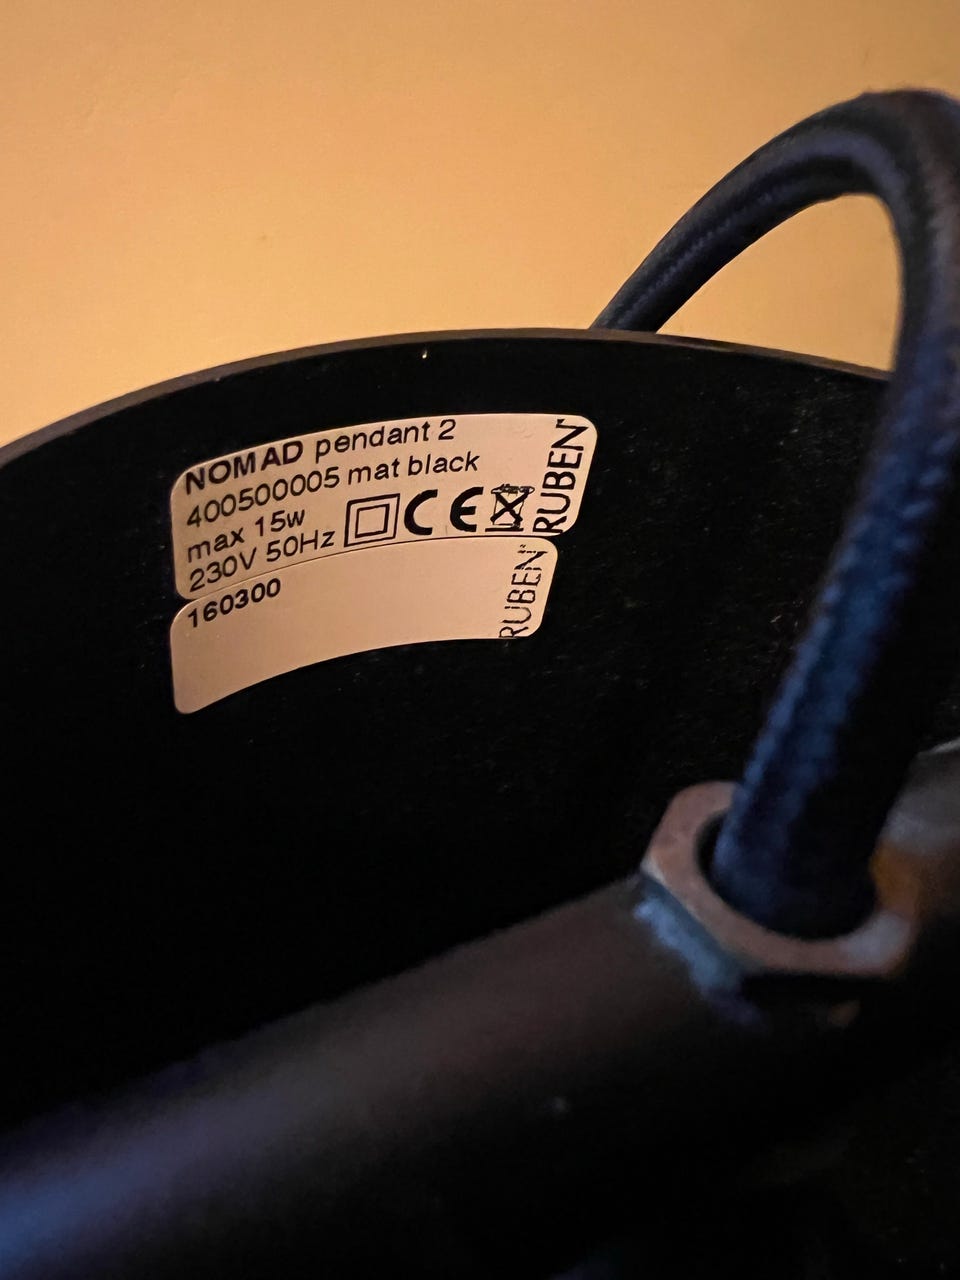 NOMAD pendant 2
400500005 mat black
max 15w
230V 50Hz
CE
RUBEN
160300
RUBEN